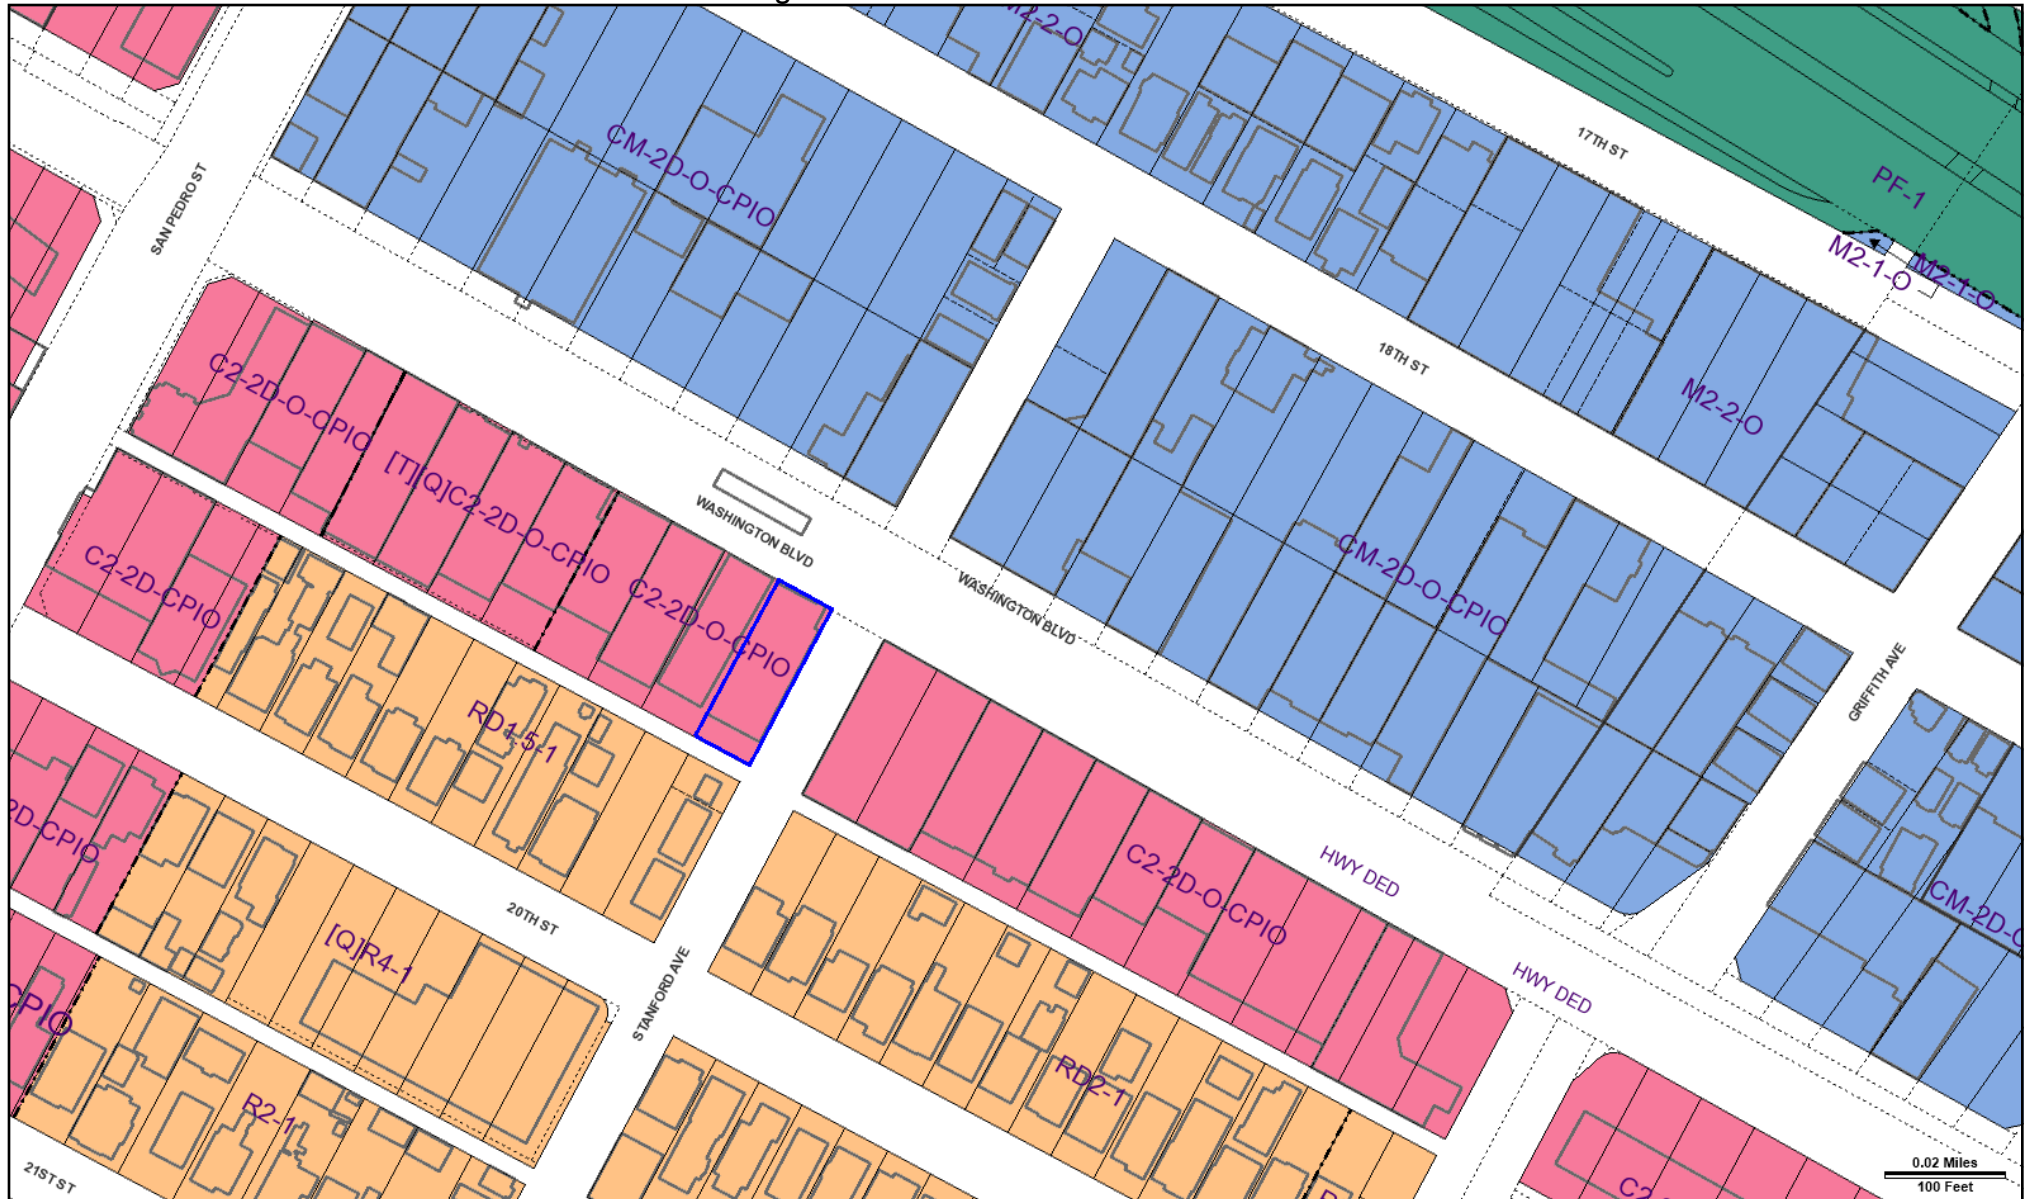 M2-2-O
17TH ST
CM-2D-O-CPIO
PF-1
SAN PEDRO ST
M2-1-O
M2-1-O
18TH ST
C2-2D-O-CPIO
M2-2-O
[T][Q]C2-2D-O-CPIO
WASHINGTON BLVD
CM-2D-O-CPIO
C2-2D-CPIO
C2-2D-O-CPIO
WASHINGTON BLVD
GRIFFITH AVE
RD1.5-1
2D-CPIO
HWY DED
C2-2D-O-CPIO
CM-2D-O
20TH ST
[Q]R4-1
HWY DED
STANFORD AVE
CPIO
RD2-1
R2-1
21ST ST
0.02 Miles
100 Feet